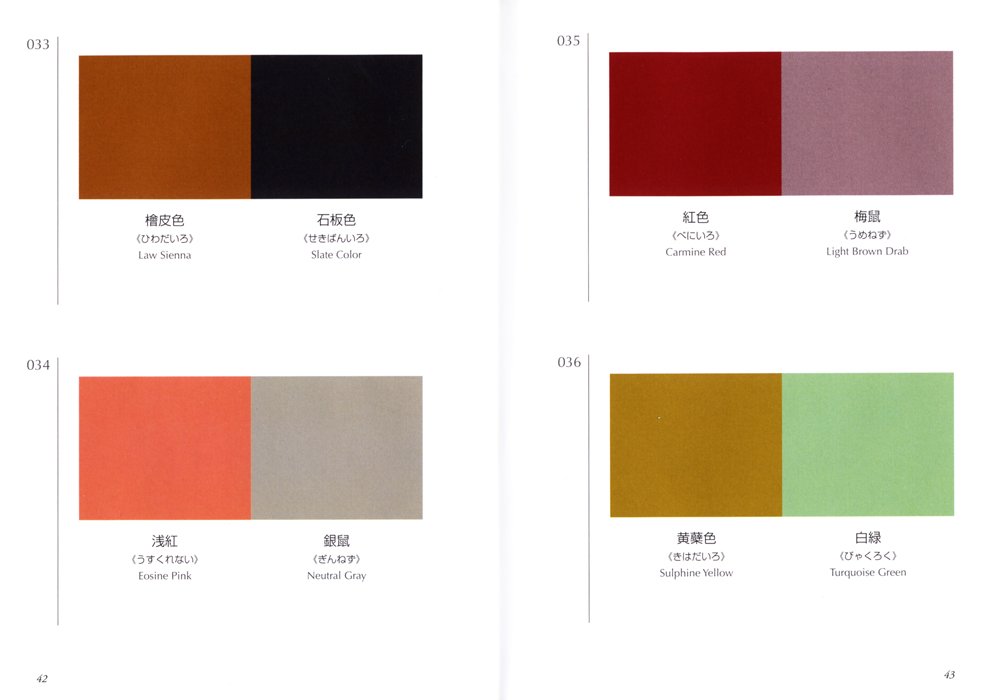 033
檜皮色
《ひわだいろ》
Law Sienna
石板色
《せきばんいろ》
Slate Color
034
浅紅
《うすくれない》
Eosine Pink
銀鼠
《ぎんねず》
Neutral Gray
42
035
紅色
《べにいろ》
Carmine Red
梅鼠
《うめねず》
Light Brown Drab
036
黄蘗色
《きはだいろ》
Sulphine Yellow
白緑
《びゃくろく》
Turquoise Green
43